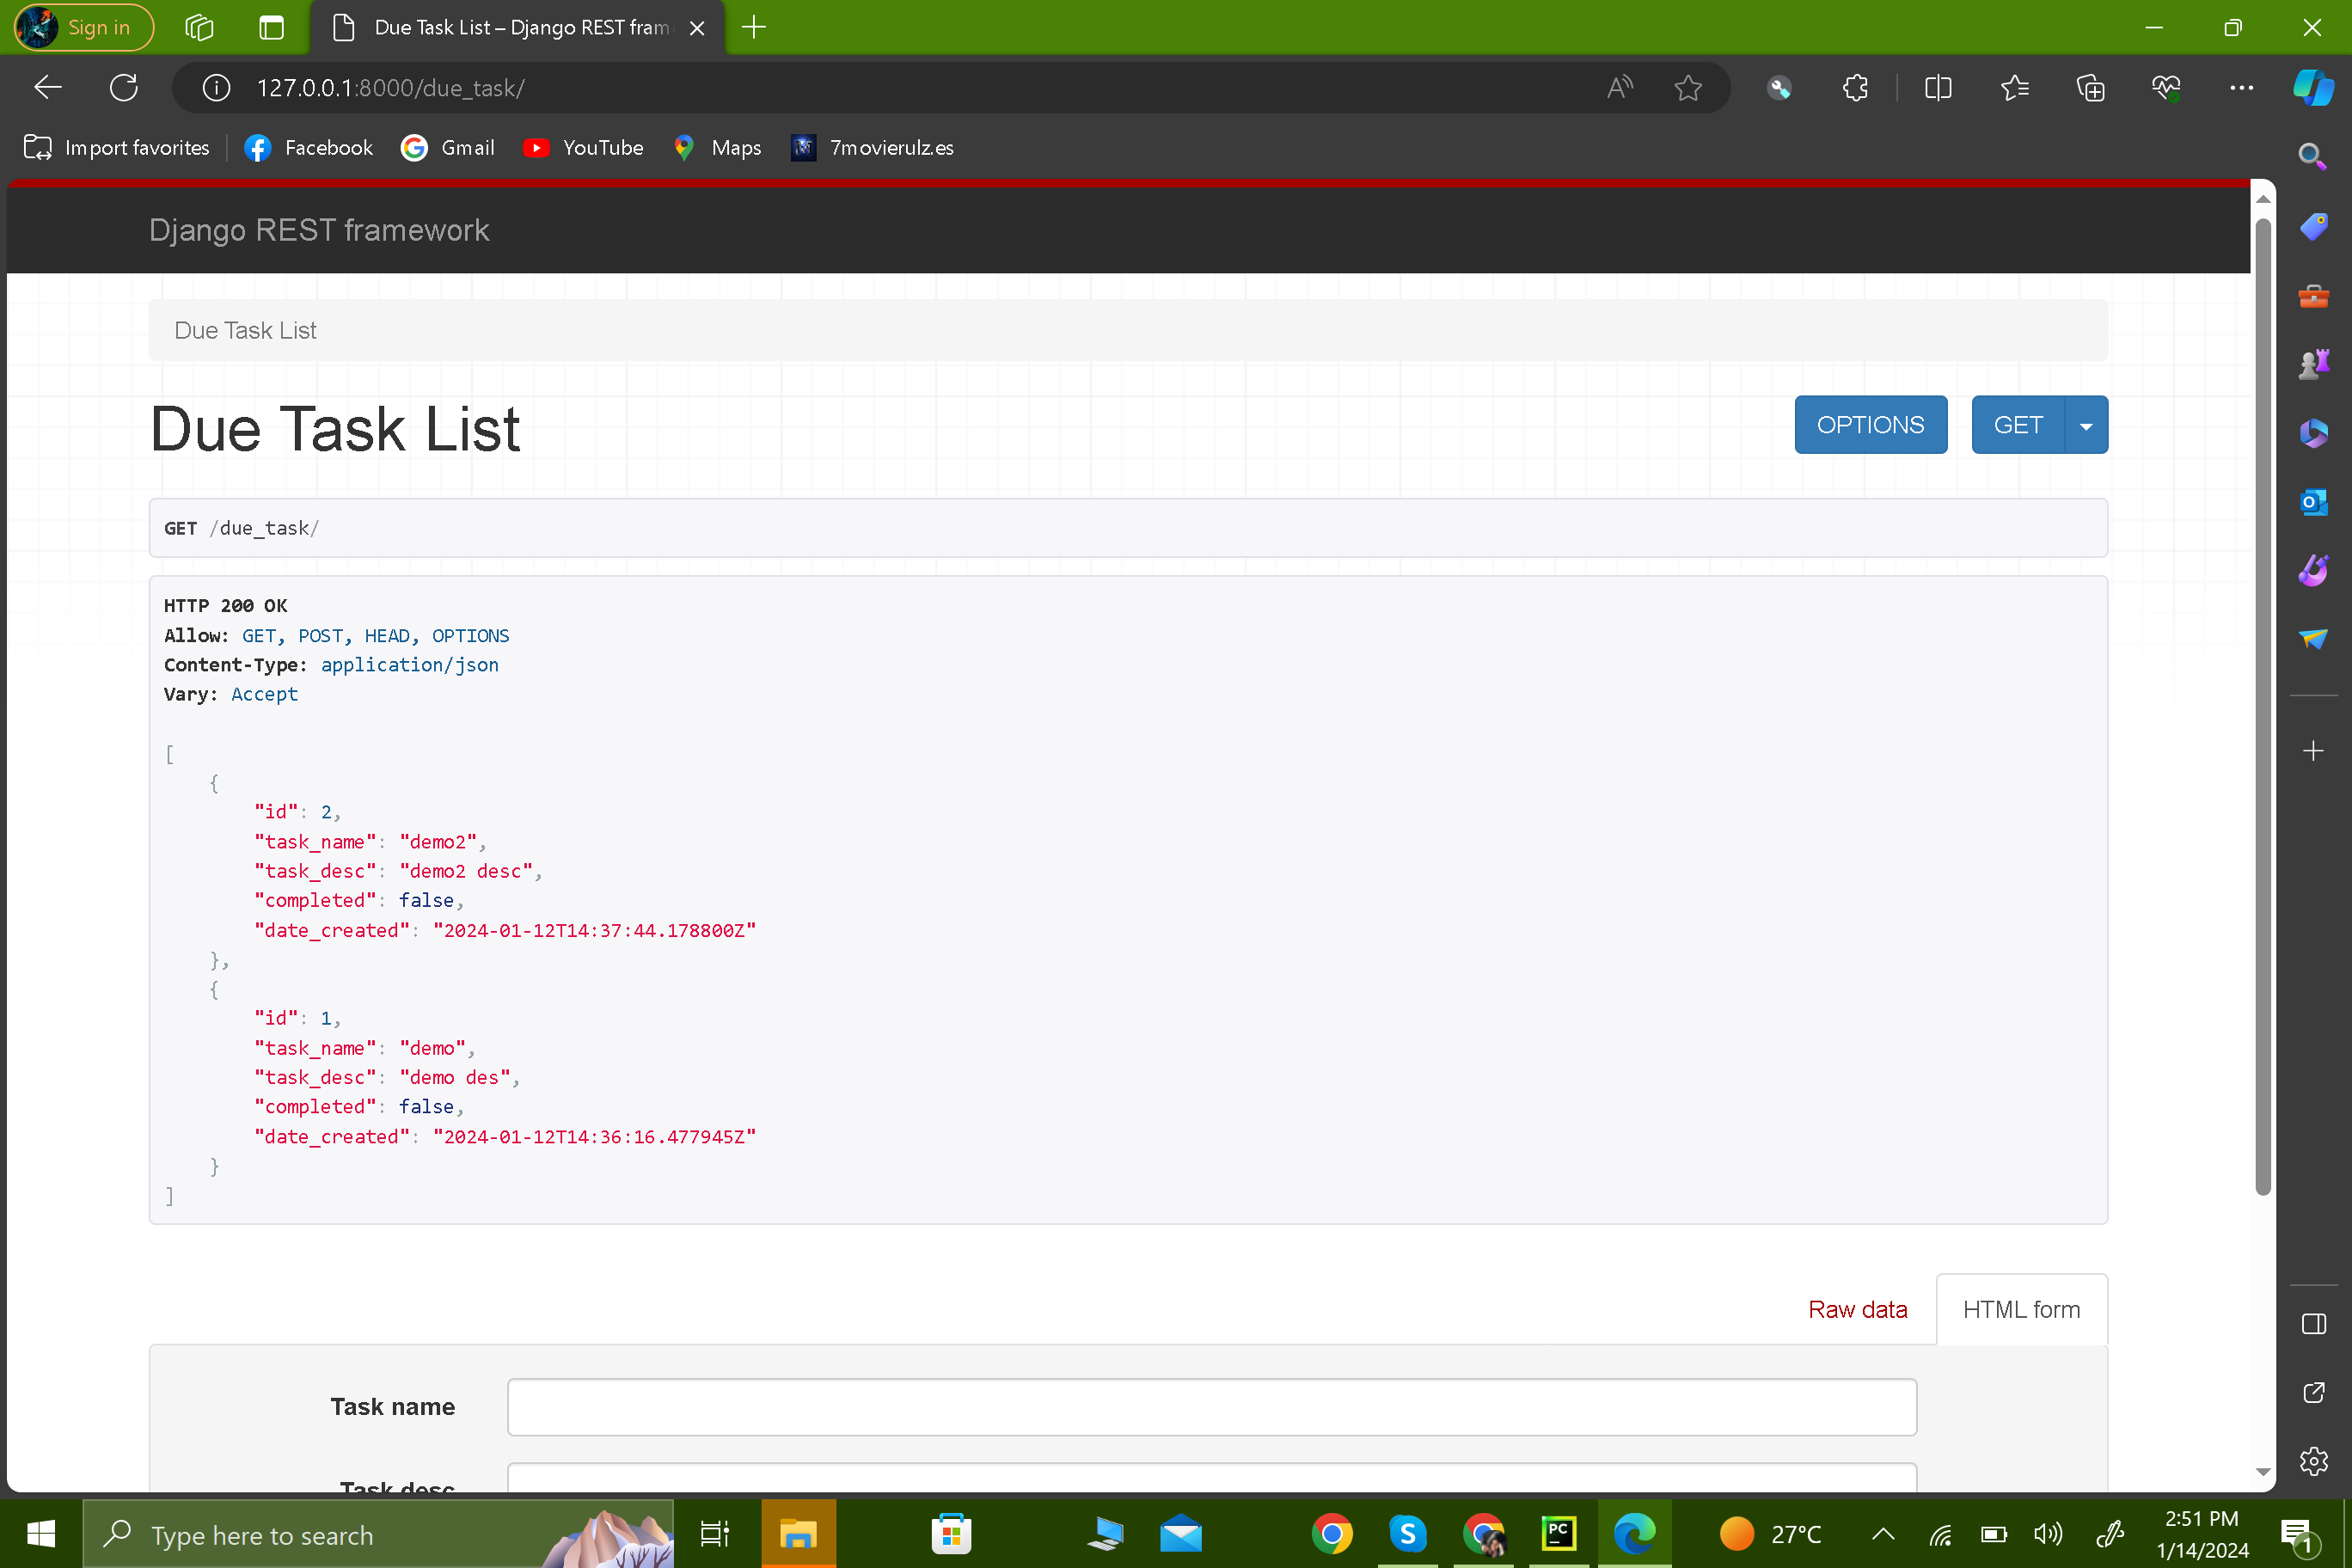 Sign in
Due Task List – Django REST fram
127.0.0.1:8000/due_task/
Import favorites
Facebook
Gmail
YouTube
Maps
7movierulz.es
Django REST framework
Due Task List
Due Task List
OPTIONS
GET
GET /due_task/
HTTP 200 OK
Allow: GET, POST, HEAD, OPTIONS
Content-Type: application/json
Vary: Accept
[
    {
        "id": 2,
        "task_name": "demo2",
        "task_desc": "demo2 desc",
        "completed": false,
        "date_created": "2024-01-12T14:37:44.178800Z"
    },
    {
        "id": 1,
        "task_name": "demo",
        "task_desc": "demo des",
        "completed": false,
        "date_created": "2024-01-12T14:36:16.477945Z"
    }
]
Raw data
HTML form
Task name
Task desc
Type here to search
27°C
2:51 PM
1/14/2024
1